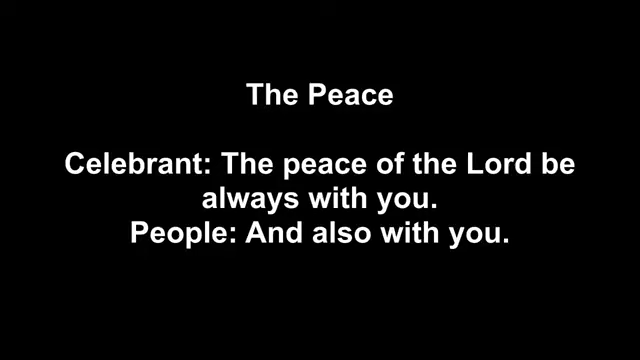 The Peace
Celebrant: The peace of the Lord be
always with you.
People: And also with you.